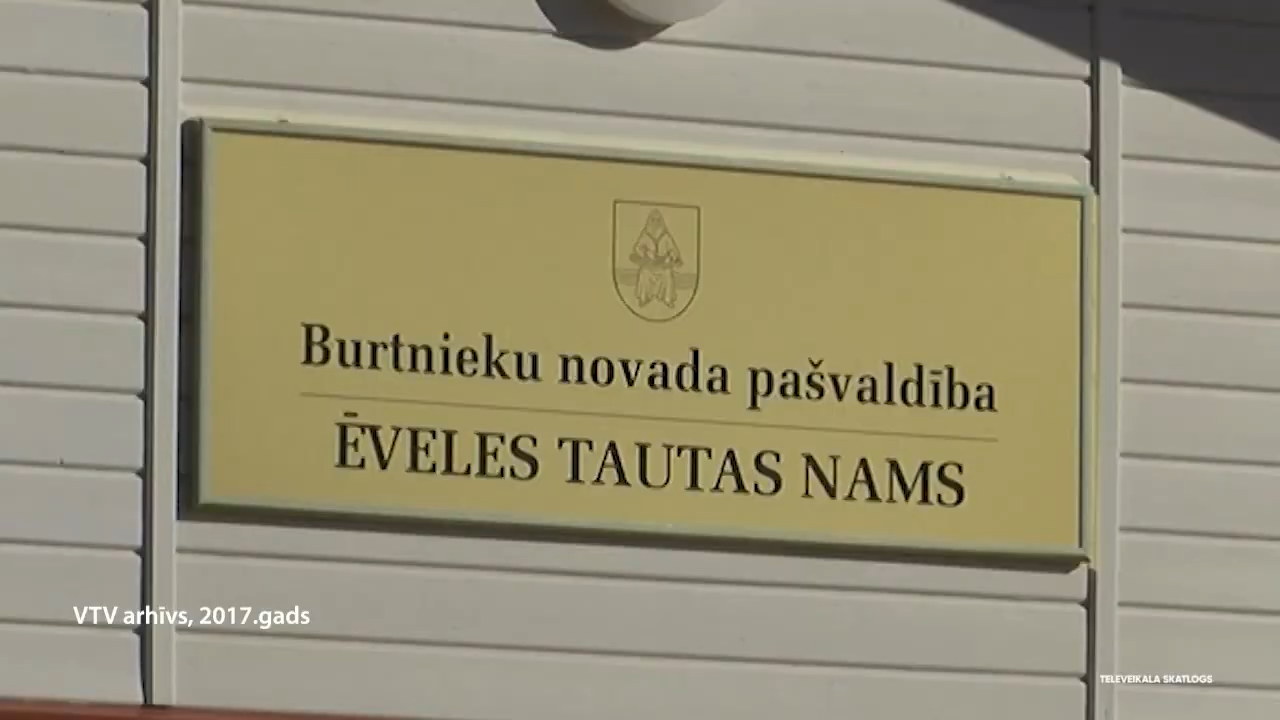 Burtnieku novada pašvaldība
ĒVELES TAUTAS NAMS
VTV arhīvs, 2017.gads
TELEVEIKALA SKATLOGS